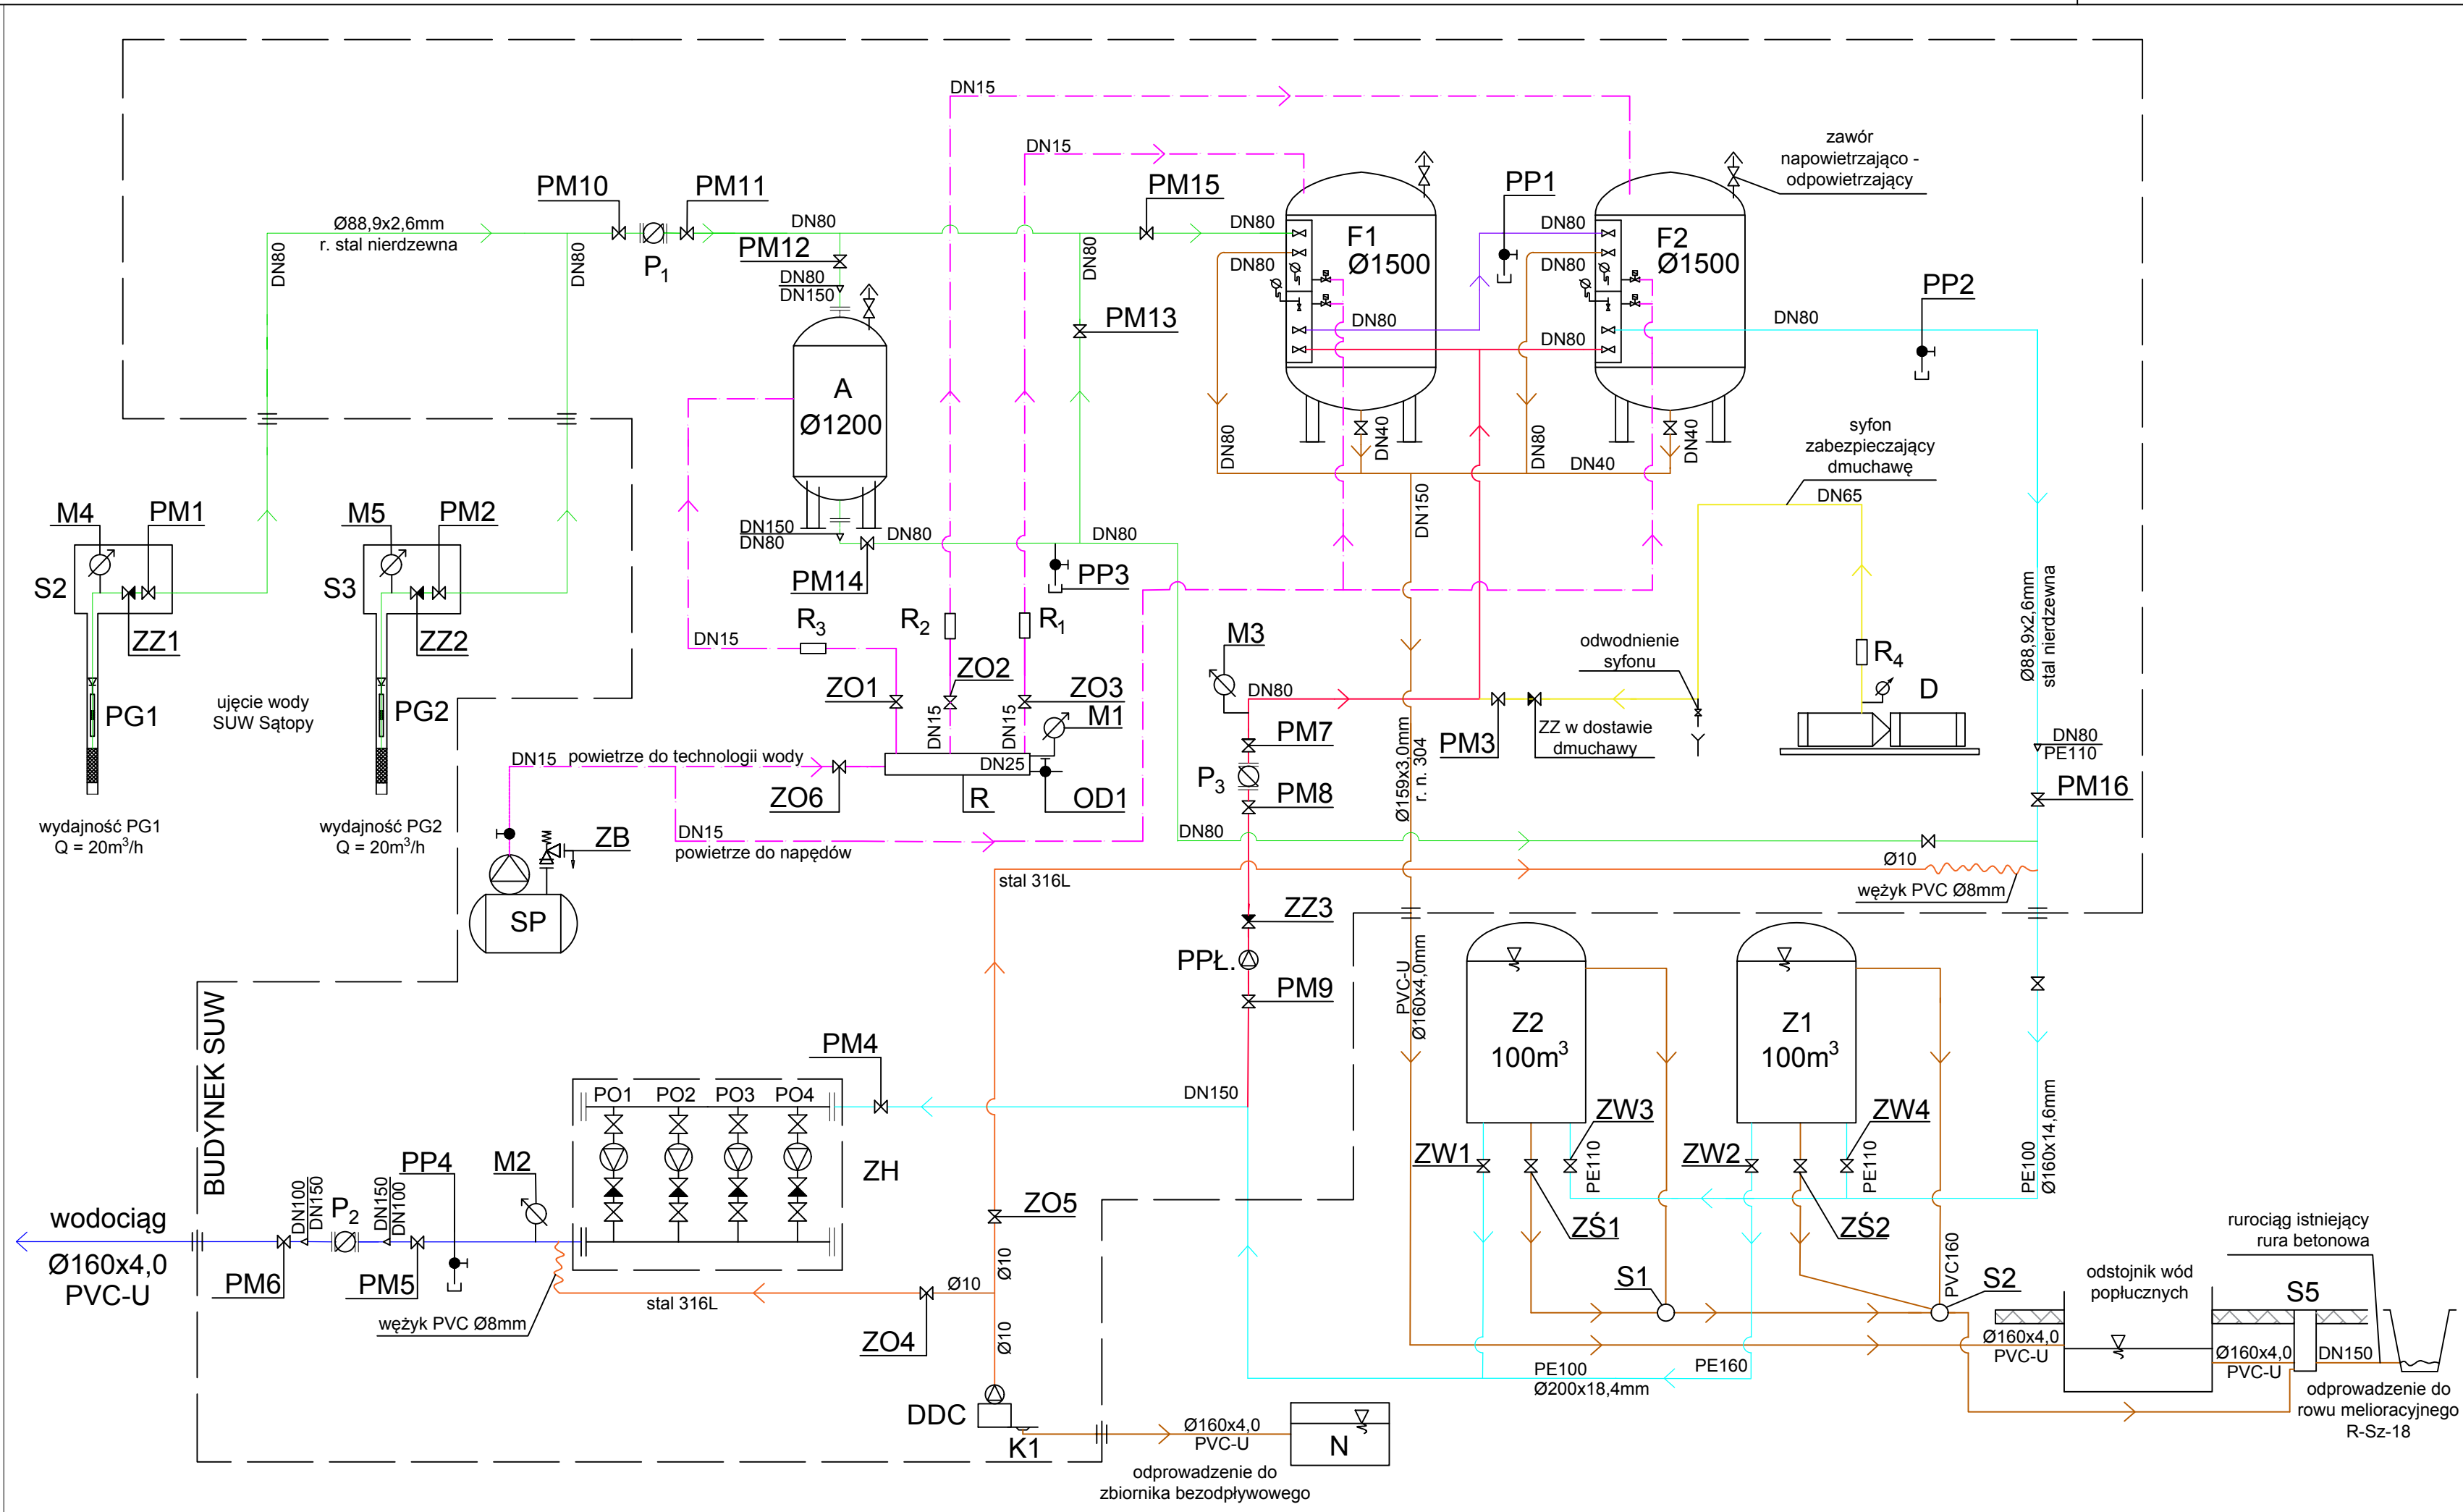 DN15
DN15
zawór
napowietrzająco -
odpowietrzający
PM10
PM11
PM15
PP1
Ø88,9x2,6mm
r. stal nierdzewna
DN80
DN80
P1
DN80
PM12
DN80
DN150
DN80
PM13
DN80
DN80
F1
Ø1500
DN80
DN80
DN80
F2
Ø1500
DN80
PP2
DN80
A
Ø1200
DN80
DN40
DN80
DN40
DN40
syfon
zabezpieczający
dmuchawę
DN65
M4
PM1
M5
PM2
S2
S3
ZZ1
ZZ2
DN150
DN80
DN80
PM14
DN80
PP3
DN150
Ø88,9x2,6mm
stal nierdzewna
R3
R2
R1
DN15
ZO1
ZO2
ZO3
M1
DN15
DN15
M3
odwodnienie
syfonu
R4
D
PG1
ujęcie wody
SUW Sątopy
PG2
DN80
PM7
PM3
ZZ w dostawie
dmuchawy
DN80
PE110
DN15
powietrze do technologii wody
DN25
P3
PM8
Ø159x3,0mm
r. n. 304
ZO6
R
OD1
PM16
wydajność PG1
Q = 20m³/h
wydajność PG2
Q = 20m³/h
ZB
DN15
powietrze do napędów
DN80
stal 316L
Ø10
wężyk PVC Ø8mm
SP
ZZ3
PPŁ.
PM9
PVC-U
Ø160x4,0mm
BUDYNEK SUW
Z2
100m³
Z1
100m³
PM4
PO1
PO2
PO3
PO4
DN150
ZW3
ZW4
ZW1
PE110
ZW2
PE110
PE100
Ø160x14,6mm
ZH
PP4
M2
DN100
DN150
P2
DN150
DN100
ZO5
ZŚ1
ZŚ2
wodociąg
Ø160x4,0
PVC-U
PM6
PM5
Ø10
Ø10
stal 316L
wężyk PVC Ø8mm
ZO4
Ø10
S1
PVC160
S2
rurociąg istniejący
rura betonowa
odstojnik wód
popłucznych
S5
Ø160x4,0
PVC-U
Ø160x4,0
PVC-U
DN150
PE100
Ø200x18,4mm
PE160
odprowadzenie do
rowu melioracyjnego
R-Sz-18
DDC
K1
Ø160x4,0
PVC-U
N
odprowadzenie do
zbiornika bezodpływowego